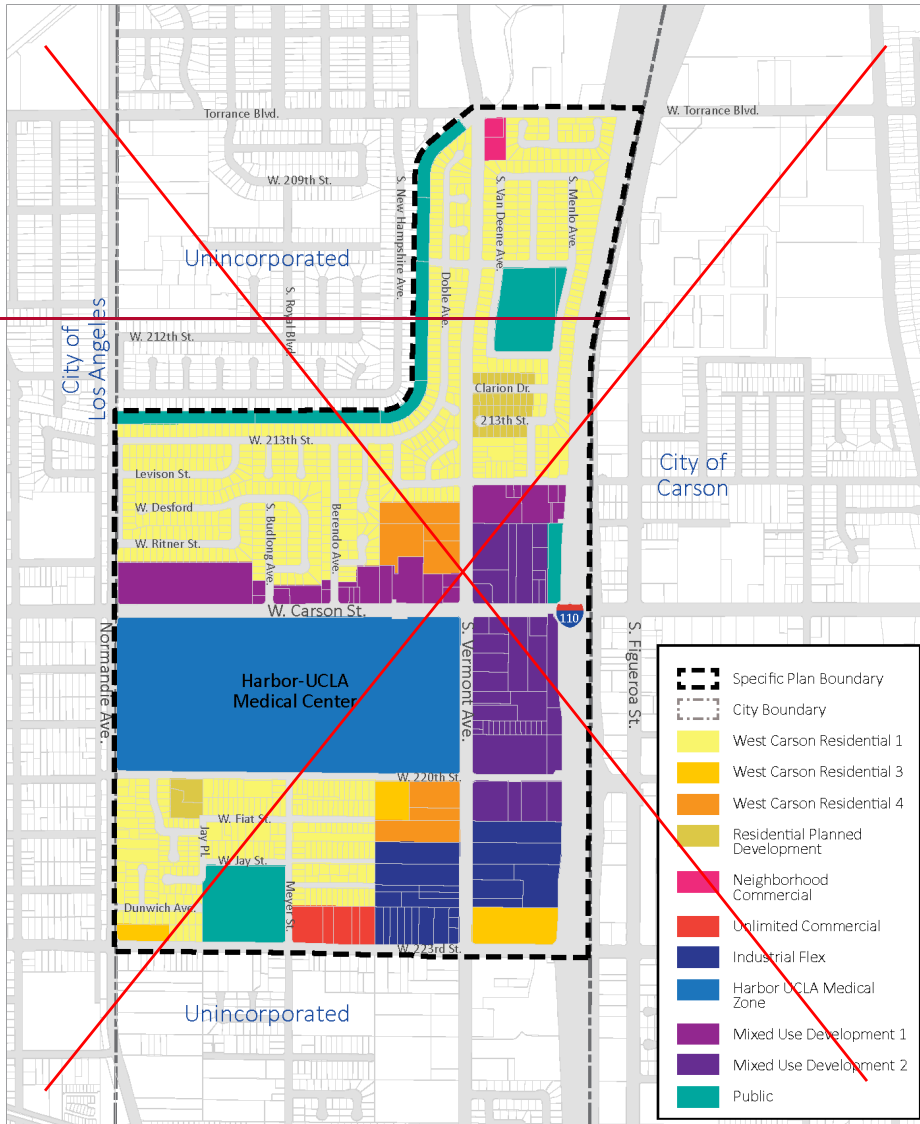 Torrance Blvd.
W. Torrance Blvd.
W. 209th St.
S. New Hampshire Ave.
S. Van Deene Ave.
S. Menlo Ave.
Unincorporated
Doble Ave.
S. Royal Blvd.
W. 212th St.
City of
Los Angeles
Clarion Dr.
213th St.
W. 213th St.
City of
Carson
Levison St.
W. Desford
S. Budlong Ave.
Berendo Ave.
W. Ritner St.
W. Carson St.
110
Normandie Ave.
Harbor-UCLA
Medical Center
S. Vermont Ave.
S. Figueroa St.
W. 220th St.
W. Fiat St.
Jay Pl.
W. Jay St.
Meyer St.
Dunwich Ave.
W. 223rd St.
Unincorporated
Specific Plan Boundary
City Boundary
West Carson Residential 1
West Carson Residential 3
West Carson Residential 4
Residential Planned
Development
Neighborhood
Commercial
Unlimited Commercial
Industrial Flex
Harbor UCLA Medical
Zone
Mixed Use Development 1
Mixed Use Development 2
Public